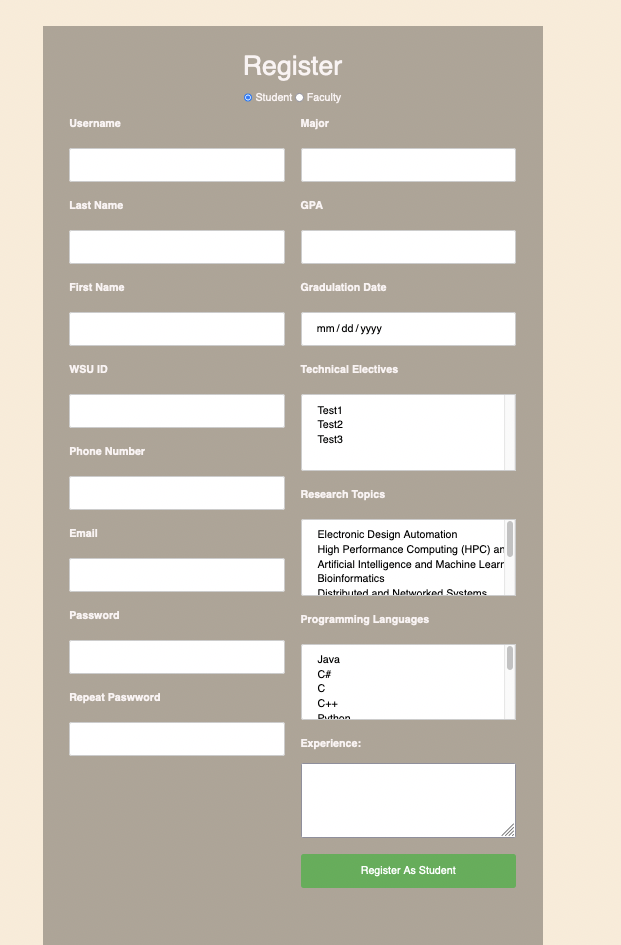 Register
Student Faculty
Username
Last Name
First Name
WSU ID
Phone Number
Email
Password
Repeat Paswword
Major
GPA
Gradulation Date
mm/dd/yyyy
Technical Electives
Test1
Test2
Test3
Research Topics
Electronic Design Automation
High Performance Computing (HPC) an
Artificial Intelligence and Machine Learn
Bioinformatics
Distributed and Networked Systems
Programming Languages
Java
C#
C
C++
Python
Experience:
Register As Student